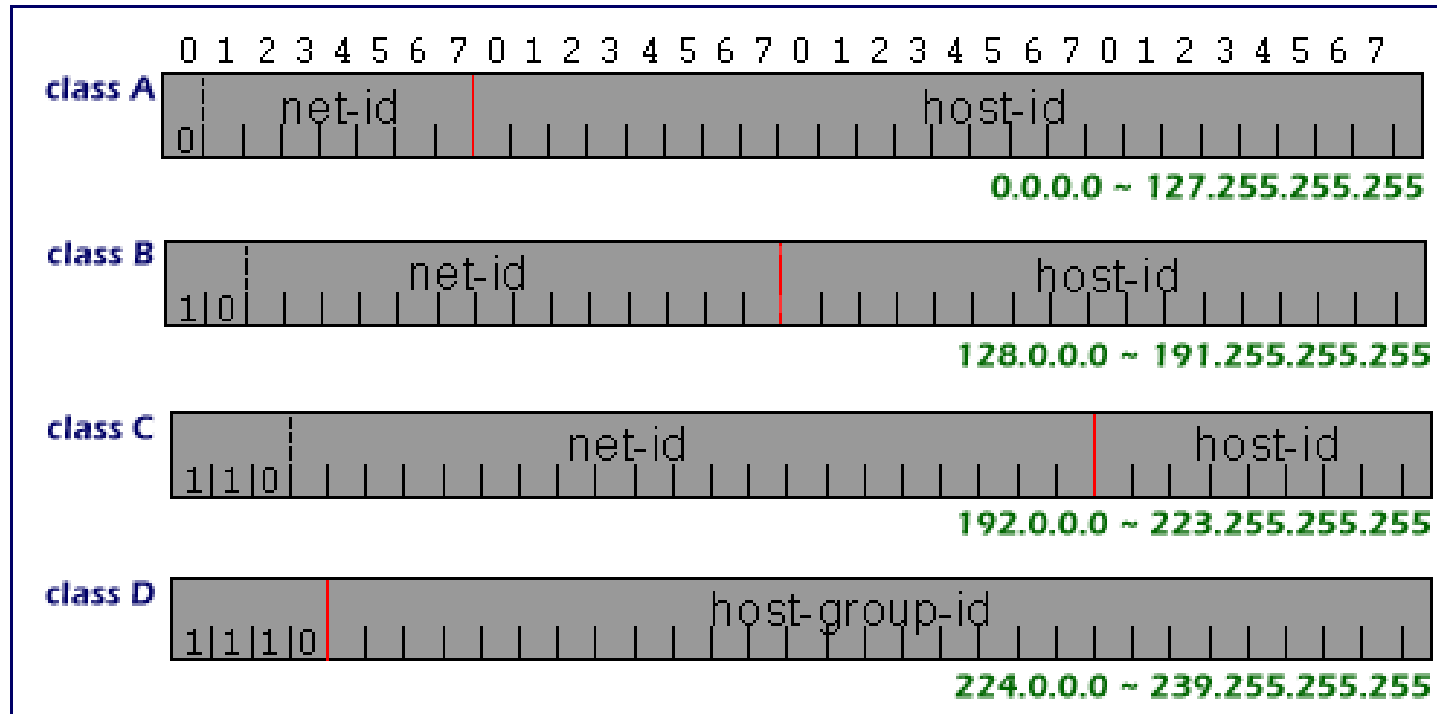 0 1 2 3 4 5 6 7 0 1 2 3 4 5 6 7 0 1 2 3 4 5 6 7 0 1 2 3 4 5 6 7
class A
net-id host-id
0
0.0.0.0 ~ 127.255.255.255
class B
net-id host-id
1 0
128.0.0.0 ~ 191.255.255.255
class C
net-id host-id
1 1 0
192.0.0.0 ~ 223.255.255.255
class D
host-group-id
1 1 1 0
224.0.0.0 ~ 239.255.255.255